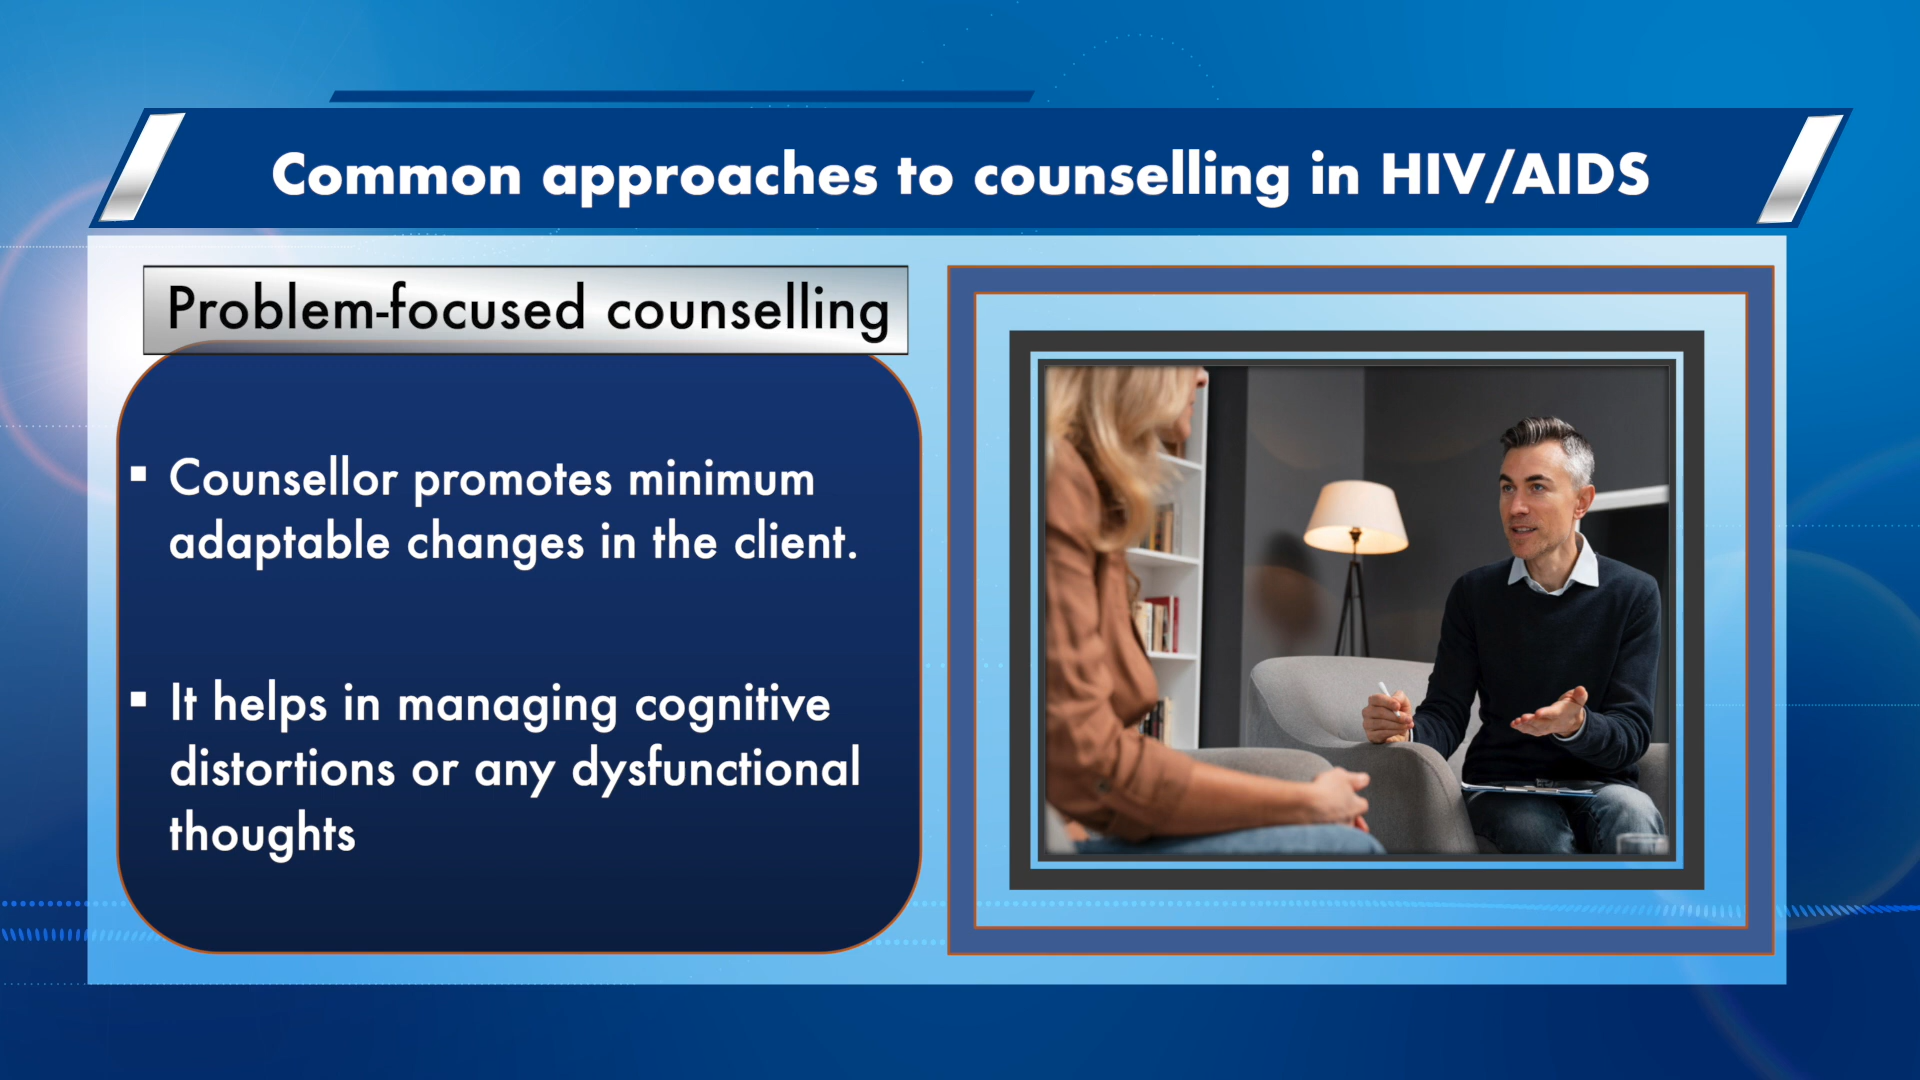 Common approaches to counselling in HIV/AIDS
Problem-focused counselling
▪ Counsellor promotes minimum
adaptable changes in the client.
▪ It helps in managing cognitive
distortions or any dysfunctional
thoughts